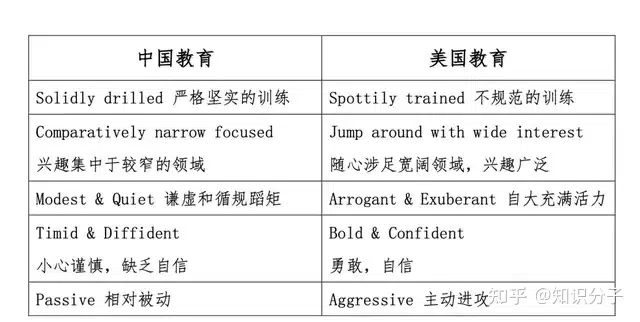 中国教育
美国教育
Solidly drilled 严格坚实的训练
Spottily trained 不规范的训练
Comparatively narrow focused
兴趣集中于较窄的领域
Jump around with wide interest
随心涉足宽阔领域，兴趣广泛
Modest & Quiet 谦虚和循规蹈矩
Arrogant & Exuberant 自大充满活力
Timid & Diffident
小心谨慎，缺乏自信
Bold & Confident
勇敢，自信
Passive 相对被动
Aggressive 主动进攻
知乎 @知识分子